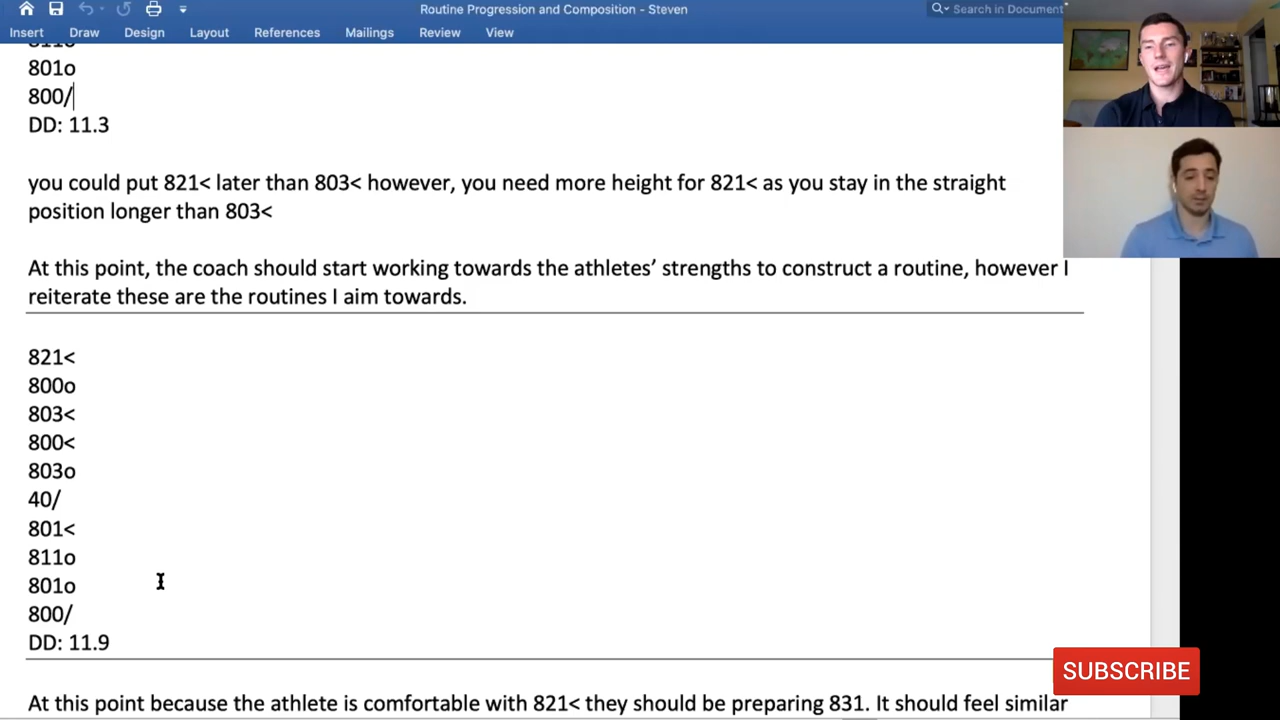 Routine Progression and Composition - Steven
Search in Document
Insert Draw Design Layout References Mailings Review View
801o
800/
DD: 11.3
you could put 821< later than 803< however, you need more height for 821< as you stay in the straight
position longer than 803<
At this point, the coach should start working towards the athletes’ strengths to construct a routine, however I
reiterate these are the routines I aim towards.
821<
800o
803<
800<
803o
40/
801<
811o
801o
800/
DD: 11.9
SUBSCRIBE
At this point because the athlete is comfortable with 821< they should be preparing 831. It should feel similar